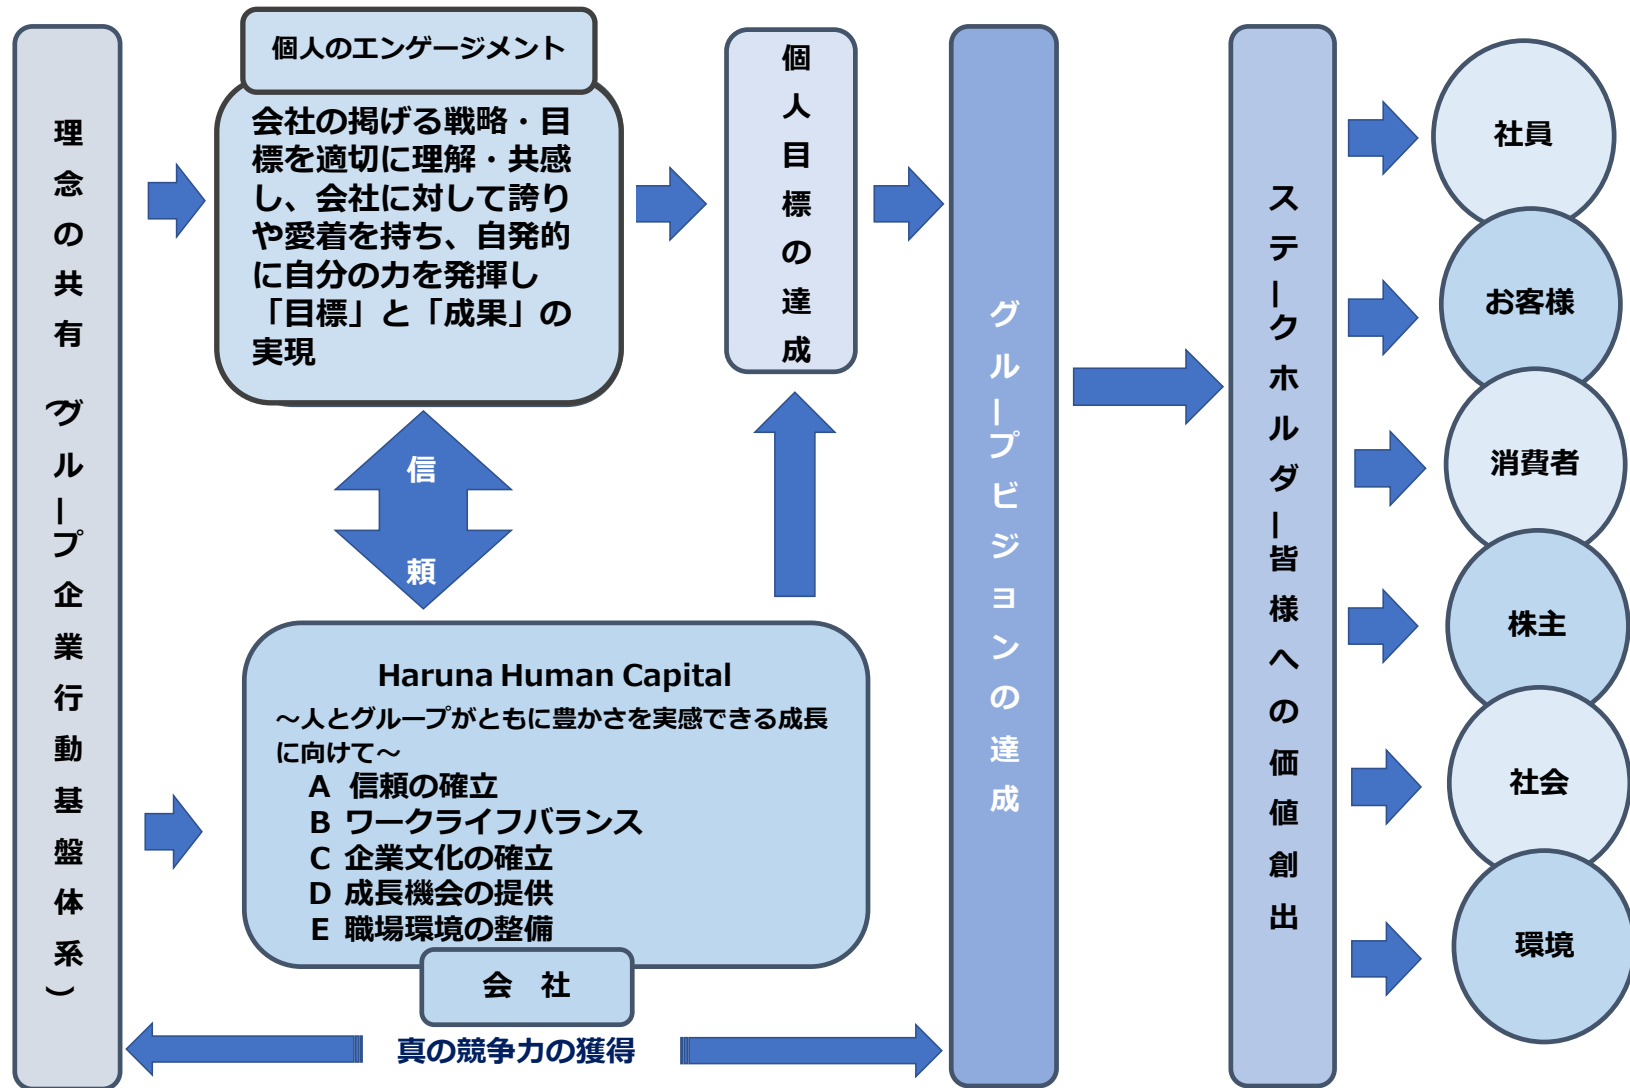 理念の共有（グループ企業行動基盤体系）
個人のエンゲージメント
会社の掲げる戦略・目
標を適切に理解・共感
し、会社に対して誇り
や愛着を持ち、自発的
に自分の力を発揮し
「目標」と「成果」の
実現
信
頼
Haruna Human Capital
～人とグループがともに豊かさを実感できる成長
に向けて～
A 信頼の確立
B ワークライフバランス
C 企業文化の確立
D 成長機会の提供
E 職場環境の整備
会 社
真の競争力の獲得
個人目標の達成
グループビジョンの達成
ステークホルダー皆様への価値創出
社員
お客様
消費者
株主
社会
環境